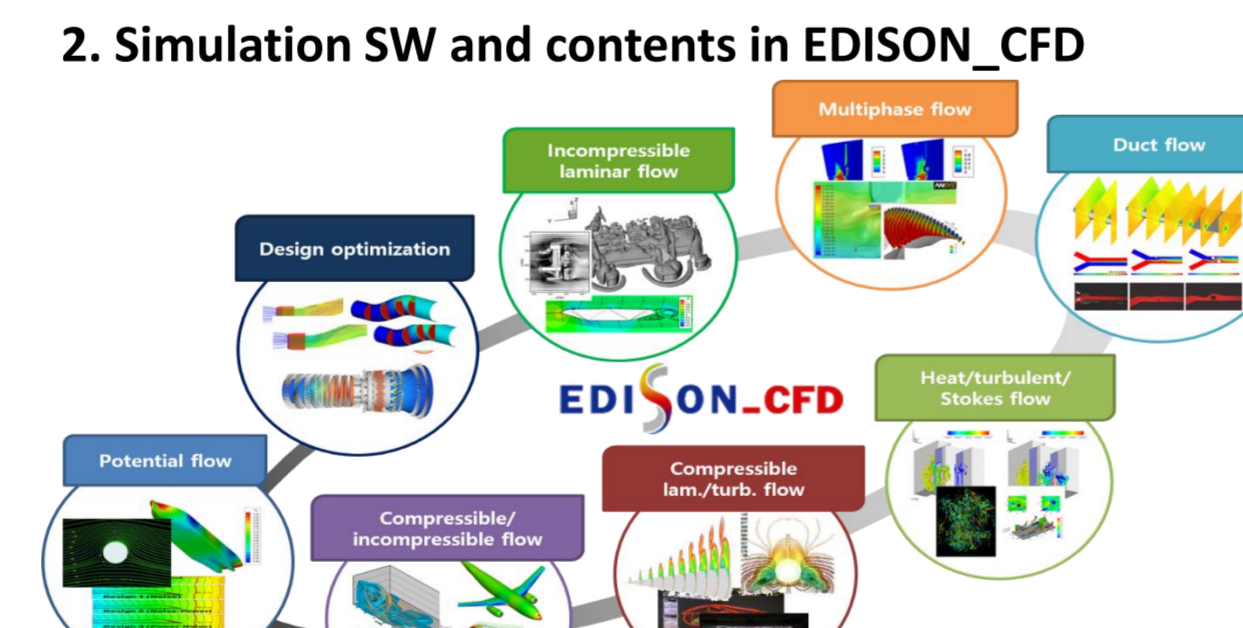 2. Simulation SW and contents in EDISON_CFD
Multiphase flow
Duct flow
Incompressible
laminar flow
Design optimization
EDISON_CFD
Heat/turbulent/
Stokes flow
Potential flow
Compressible
lam./turb. flow
Compressible/
incompressible flow